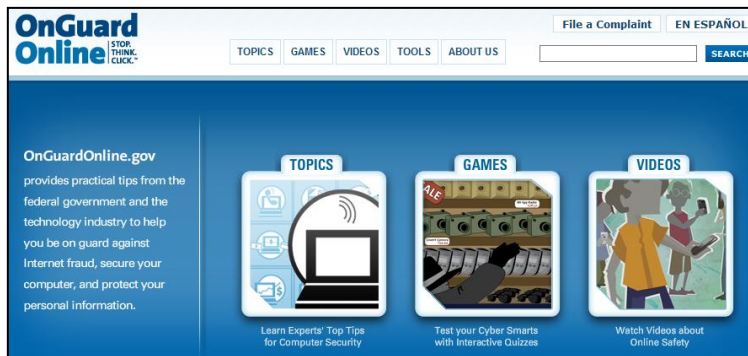 OnGuard
Online STOP. THINK. CLICK.™
File a Complaint EN ESPAÑOL
TOPICS GAMES VIDEOS TOOLS ABOUT US
SEARCH
OnGuardOnline.gov
provides practical tips from the
federal government and the
technology industry to help
you be on guard against
Internet fraud, secure your
computer, and protect your
personal information.
TOPICS
Learn Experts' Top Tips
for Computer Security
GAMES
SALE
Test your Cyber Smarts
with Interactive Quizzes
VIDEOS
Watch Videos about
Online Safety